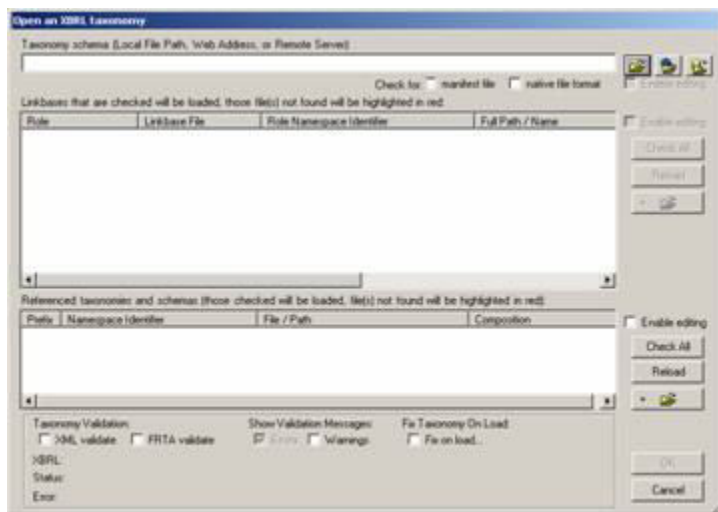 Open an XBRL taxonomy
Taxonomy schema (Local File Path, Web Address, or Remote Server)
Check for: manifest file native file format
Enable editing
Linkbases that are checked will be loaded, those file(s) not found will be highlighted in red:
Role Linkbase File Role Namespace Identifier Full Path / Name
Enable editing
Check All
Reload
Referenced taxonomies and schemas (those checked will be loaded, file(s) not found will be highlighted in red):
Prefix Namespace Identifier File / Path Composition
Enable editing
Check All
Reload
Taxonomy Validation: Show Validation Messages: Fix Taxonomy On Load:
XML validate FRTA validate Errors Warnings Fix on load...
XBRL:
Status:
Error:
OK
Cancel